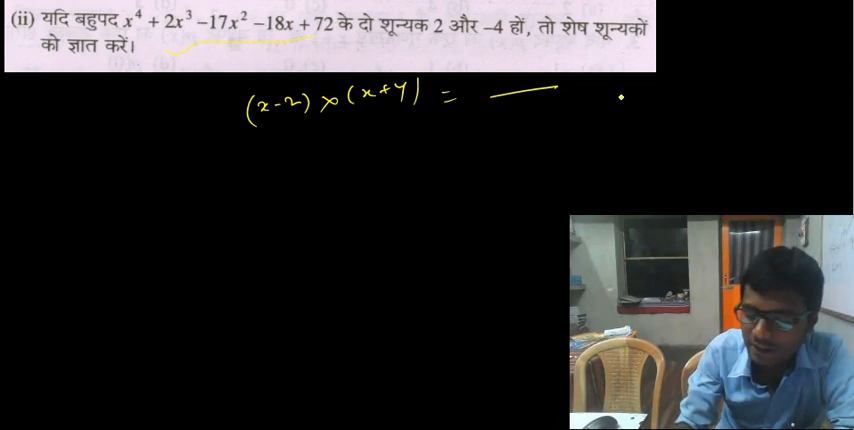 (ii) यदि बहुपद x⁴ + 2x³ –17x² –18x + 72 के दो शून्यक 2 और –4 हों, तो शेष शून्यकों
को ज्ञात करें।
(x-2) × (x+4) =